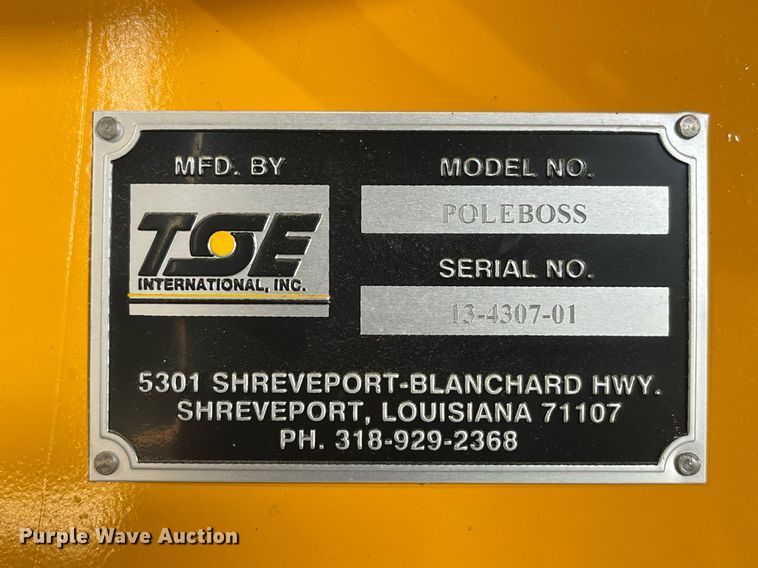 MFD. BY
TSE
INTERNATIONAL, INC.
MODEL NO.
POLEBOSS
SERIAL NO.
13-4307-01
5301 SHREVEPORT-BLANCHARD HWY.
SHREVEPORT, LOUISIANA 71107
PH. 318-929-2368
Purple Wave Auction